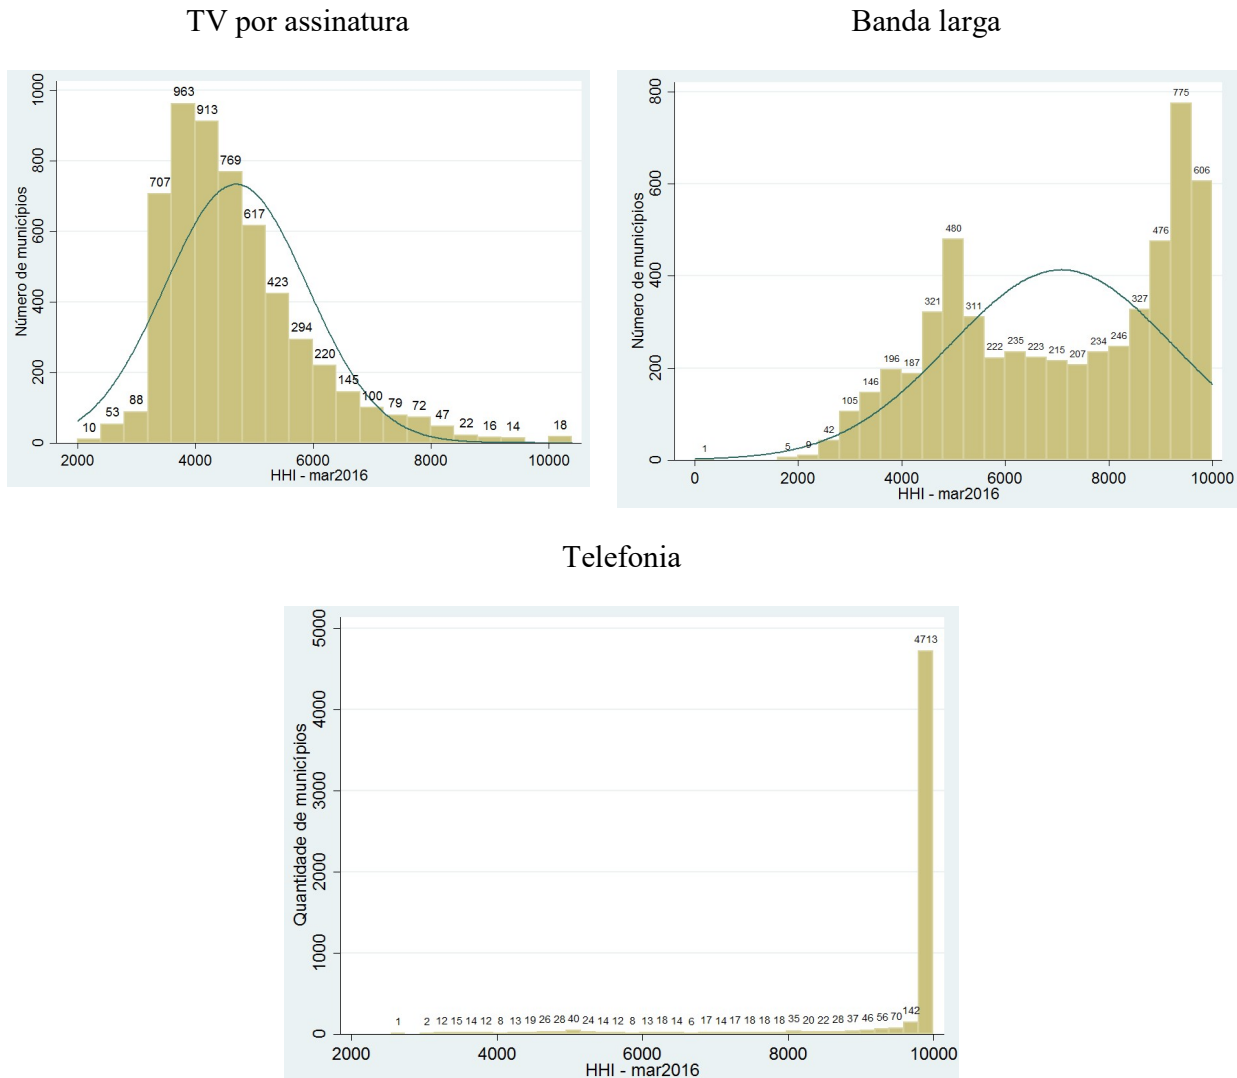 TV por assinatura
Banda larga
Número de municípios
1000
800
600
400
200
0
10 53 88 707 963 913 769 617 423 294 220 145 100 79 72 47 22 16 14 18
2000 4000 6000 8000 10000
HHI - mar2016
Número de municípios
800
600
400
200
0
1 5 9 42 105 146 196 187 321 480 311 222 235 223 215 207 234 246 327 476 775 606
0 2000 4000 6000 8000 10000
HHI - mar2016
Telefonia
Quantidade de municípios
5000
4000
3000
2000
1000
0
1 2 12 15 14 12 8 13 19 26 28 40 24 14 12 8 13 18 14 6 17 14 17 18 18 18 35 20 22 28 37 46 56 70 142 4713
2000 4000 6000 8000 10000
HHI - mar2016